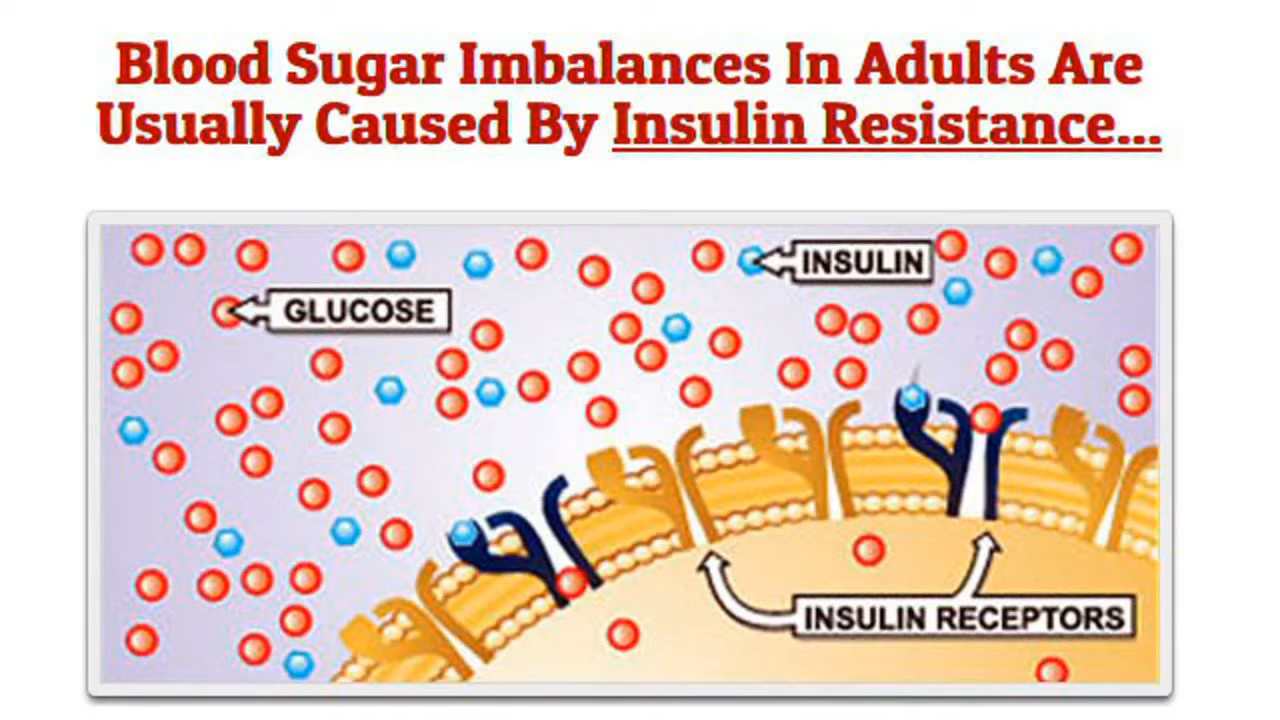 Blood Sugar Imbalances In Adults Are
Usually Caused By Insulin Resistance...
INSULIN
GLUCOSE
INSULIN RECEPTORS